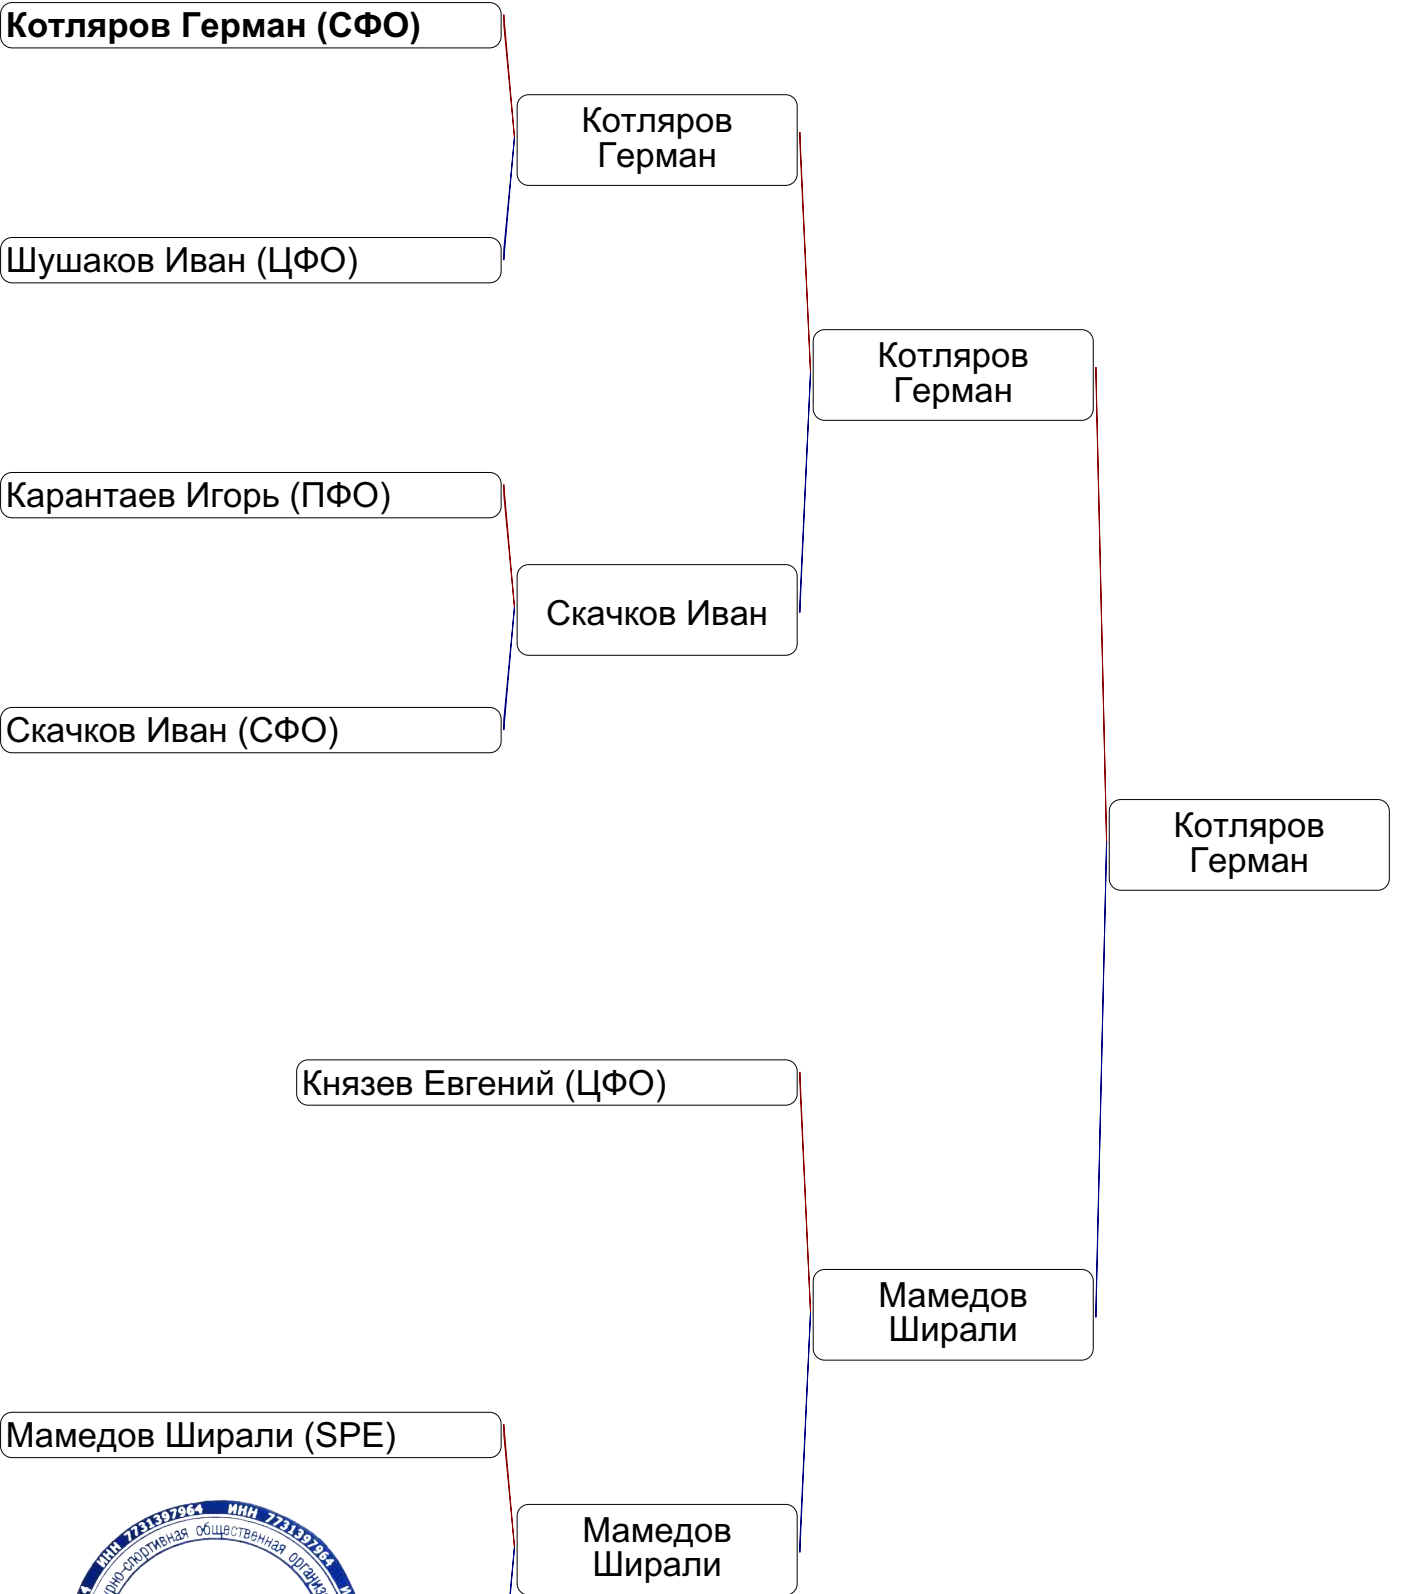 Котляров Герман (СФО)
Котляров
Герман
Шушаков Иван (ЦФО)
Котляров
Герман
Карантаев Игорь (ПФО)
Скачков Иван
Скачков Иван (СФО)
Котляров
Герман
Князев Евгений (ЦФО)
Мамедов
Ширали
Мамедов Ширали (SPE)
Мамедов
Ширали
ИНН 7731397964 ИНН 7731397964
спортивная общественная